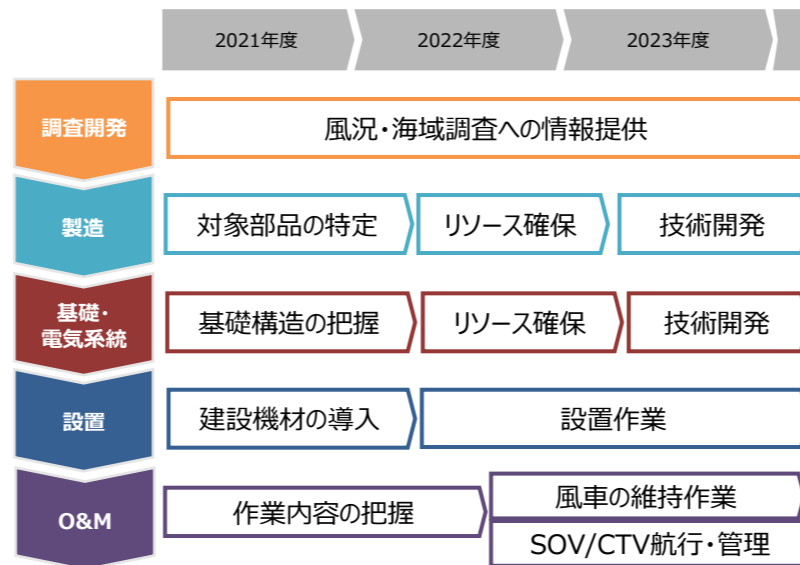 2021年度 2022年度 2023年度
調査開発
風況・海域調査への情報提供
製造
対象部品の特定 リソース確保 技術開発
基礎・
電気系統
基礎構造の把握 リソース確保 技術開発
設置
建設機材の導入 設置作業
O&M
作業内容の把握
風車の維持作業
SOV/CTV航行・管理